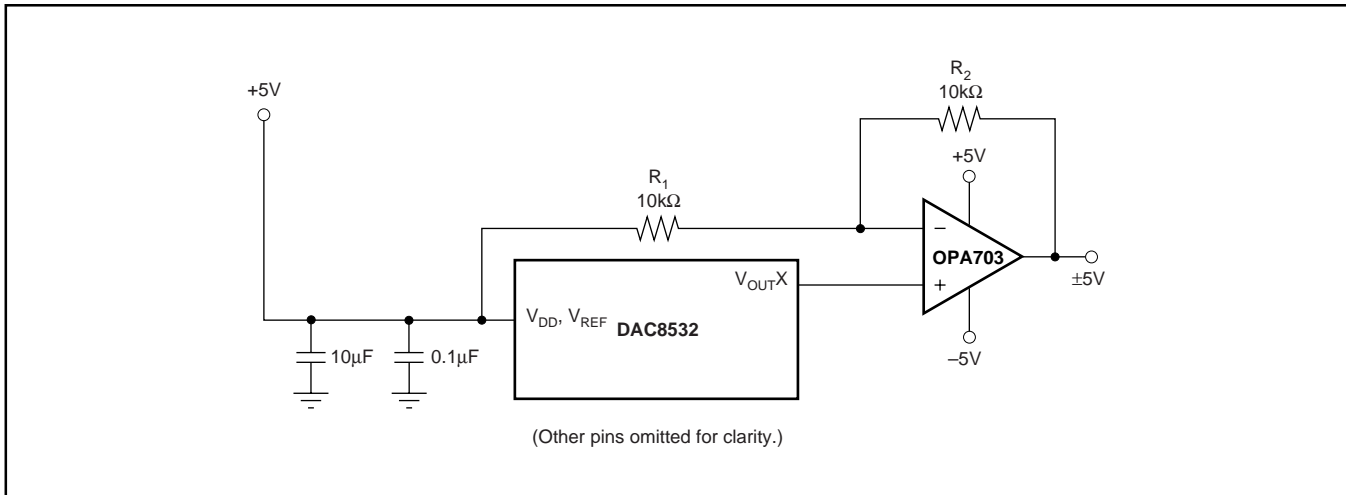 +5V
R2
10kΩ
+5V
R1
10kΩ
−
OPA703
+
±5V
VOUTX
VDD, VREF DAC8532
10µF
0.1µF
–5V
(Other pins omitted for clarity.)